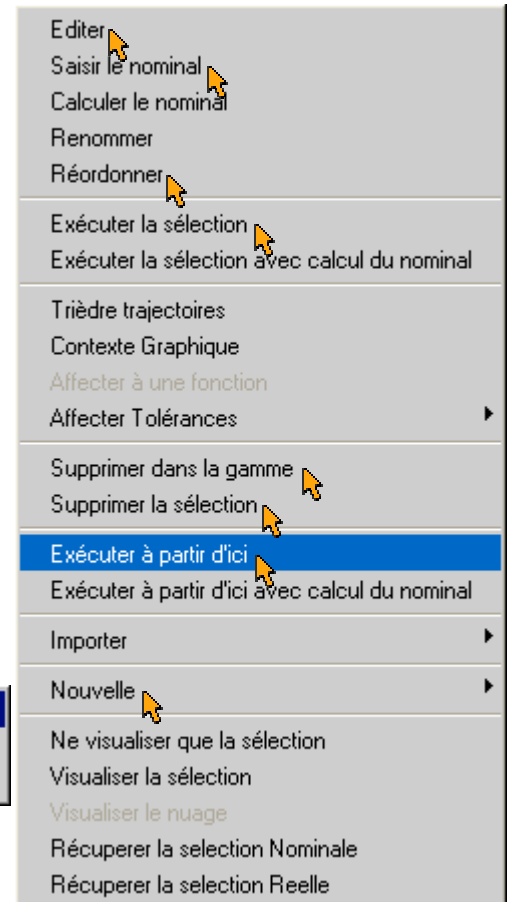 Editer
Saisir le nominal
Calculer le nominal
Renommer
Réordonner
Exécuter la sélection
Exécuter la sélection avec calcul du nominal
Trièdre trajectoires
Contexte Graphique
Affecter à une fonction
Affecter Tolérances
Supprimer dans la gamme
Supprimer la sélection
Exécuter à partir d'ici
Exécuter à partir d'ici avec calcul du nominal
Importer
Nouvelle
Ne visualiser que la sélection
Visualiser la sélection
Visualiser le nuage
Récuperer la selection Nominale
Récuperer la selection Reelle